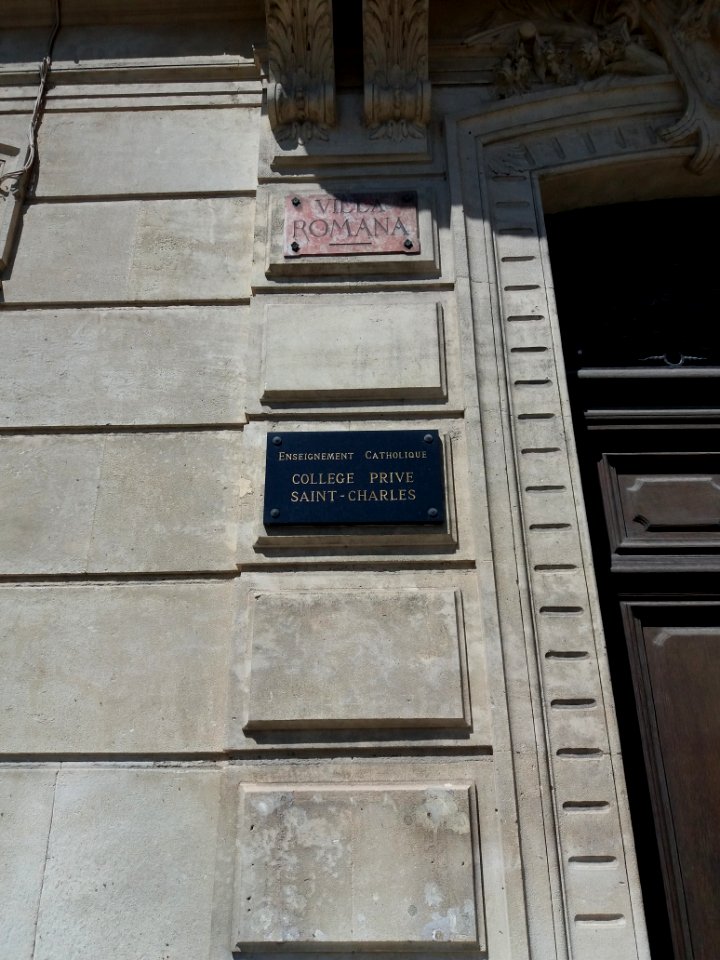 VILLA
ROMANA
ENSEIGNEMENT CATHOLIQUE
COLLEGE PRIVE
SAINT-CHARLES